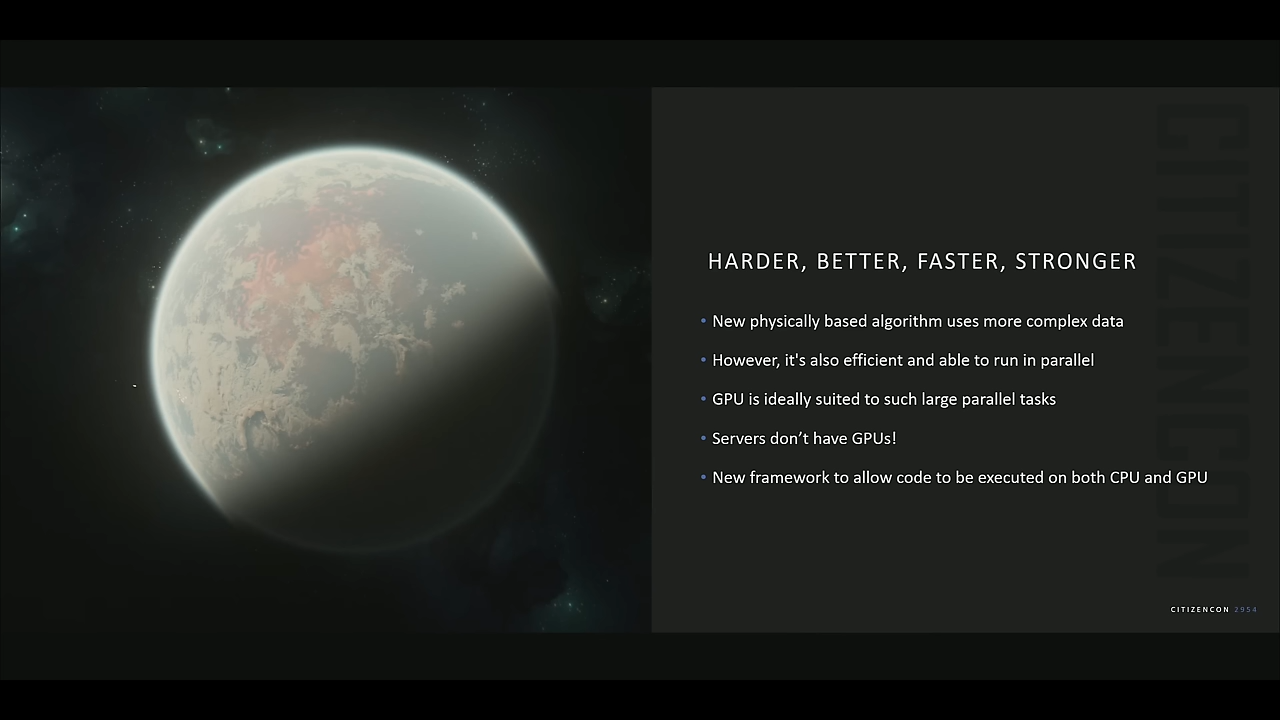 HARDER, BETTER, FASTER, STRONGER
• New physically based algorithm uses more complex data
• However, it's also efficient and able to run in parallel
• GPU is ideally suited to such large parallel tasks
• Servers don’t have GPUs!
• New framework to allow code to be executed on both CPU and GPU
CITIZENCON
CITIZENCON 2954